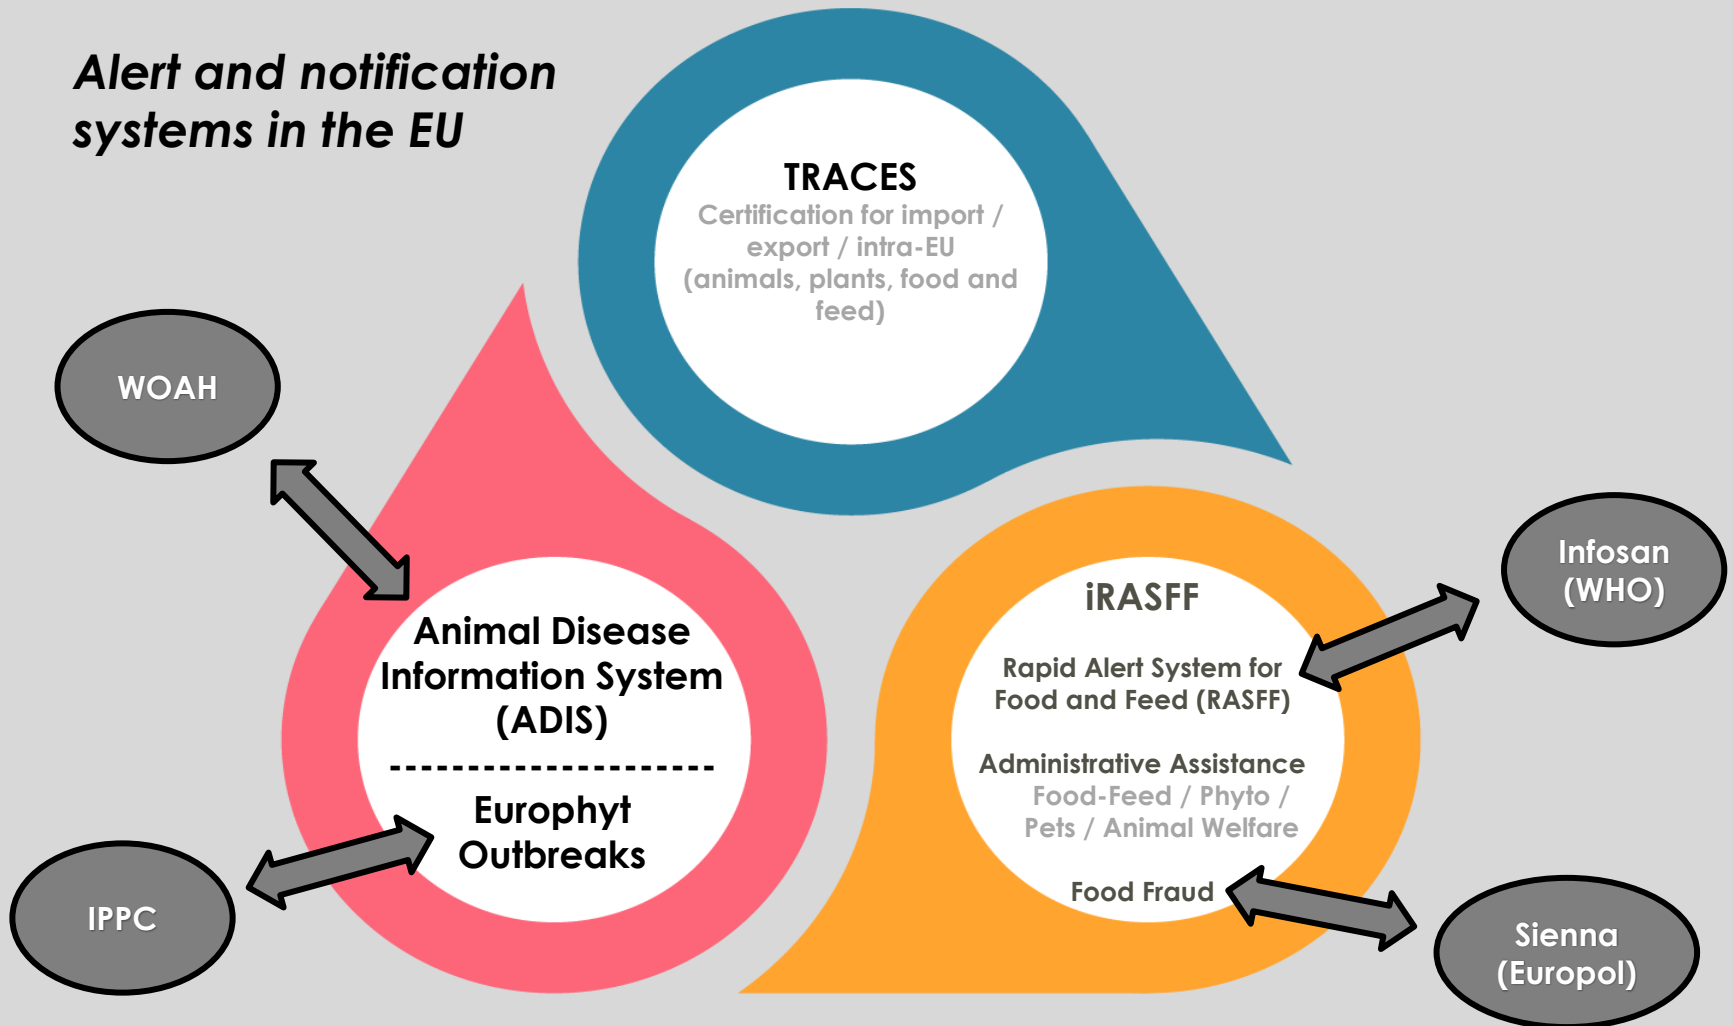 Alert and notification
systems in the EU
TRACES
Certification for import /
export / intra-EU
(animals, plants, food and
feed)
WOAH
Animal Disease
Information System
(ADIS)
---------------------
Europhyt
Outbreaks
IPPC
iRASFF
Rapid Alert System for
Food and Feed (RASFF)
Administrative Assistance
Food-Feed / Phyto /
Pets / Animal Welfare
Food Fraud
Infosan
(WHO)
Sienna
(Europol)